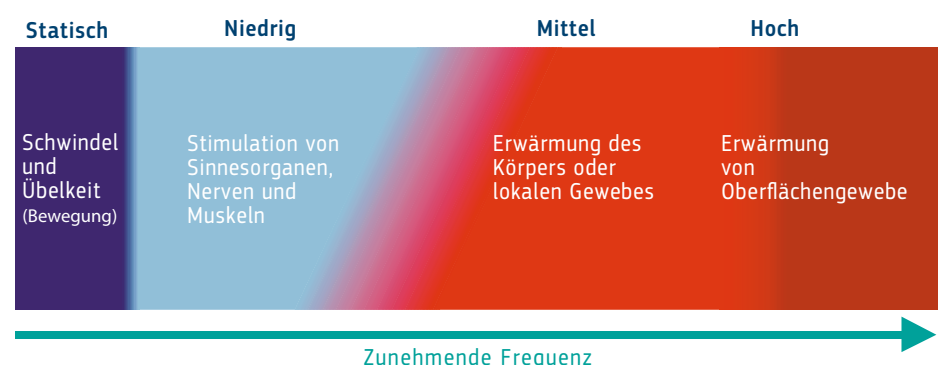 Statisch
Niedrig
Mittel
Hoch
Schwindel
und
Übelkeit
(Bewegung)
Stimulation von
Sinnesorganen,
Nerven und
Muskeln
Erwärmung des
Körpers oder
lokalen Gewebes
Erwärmung
von
Oberflächengewebe
Zunehmende Frequenz